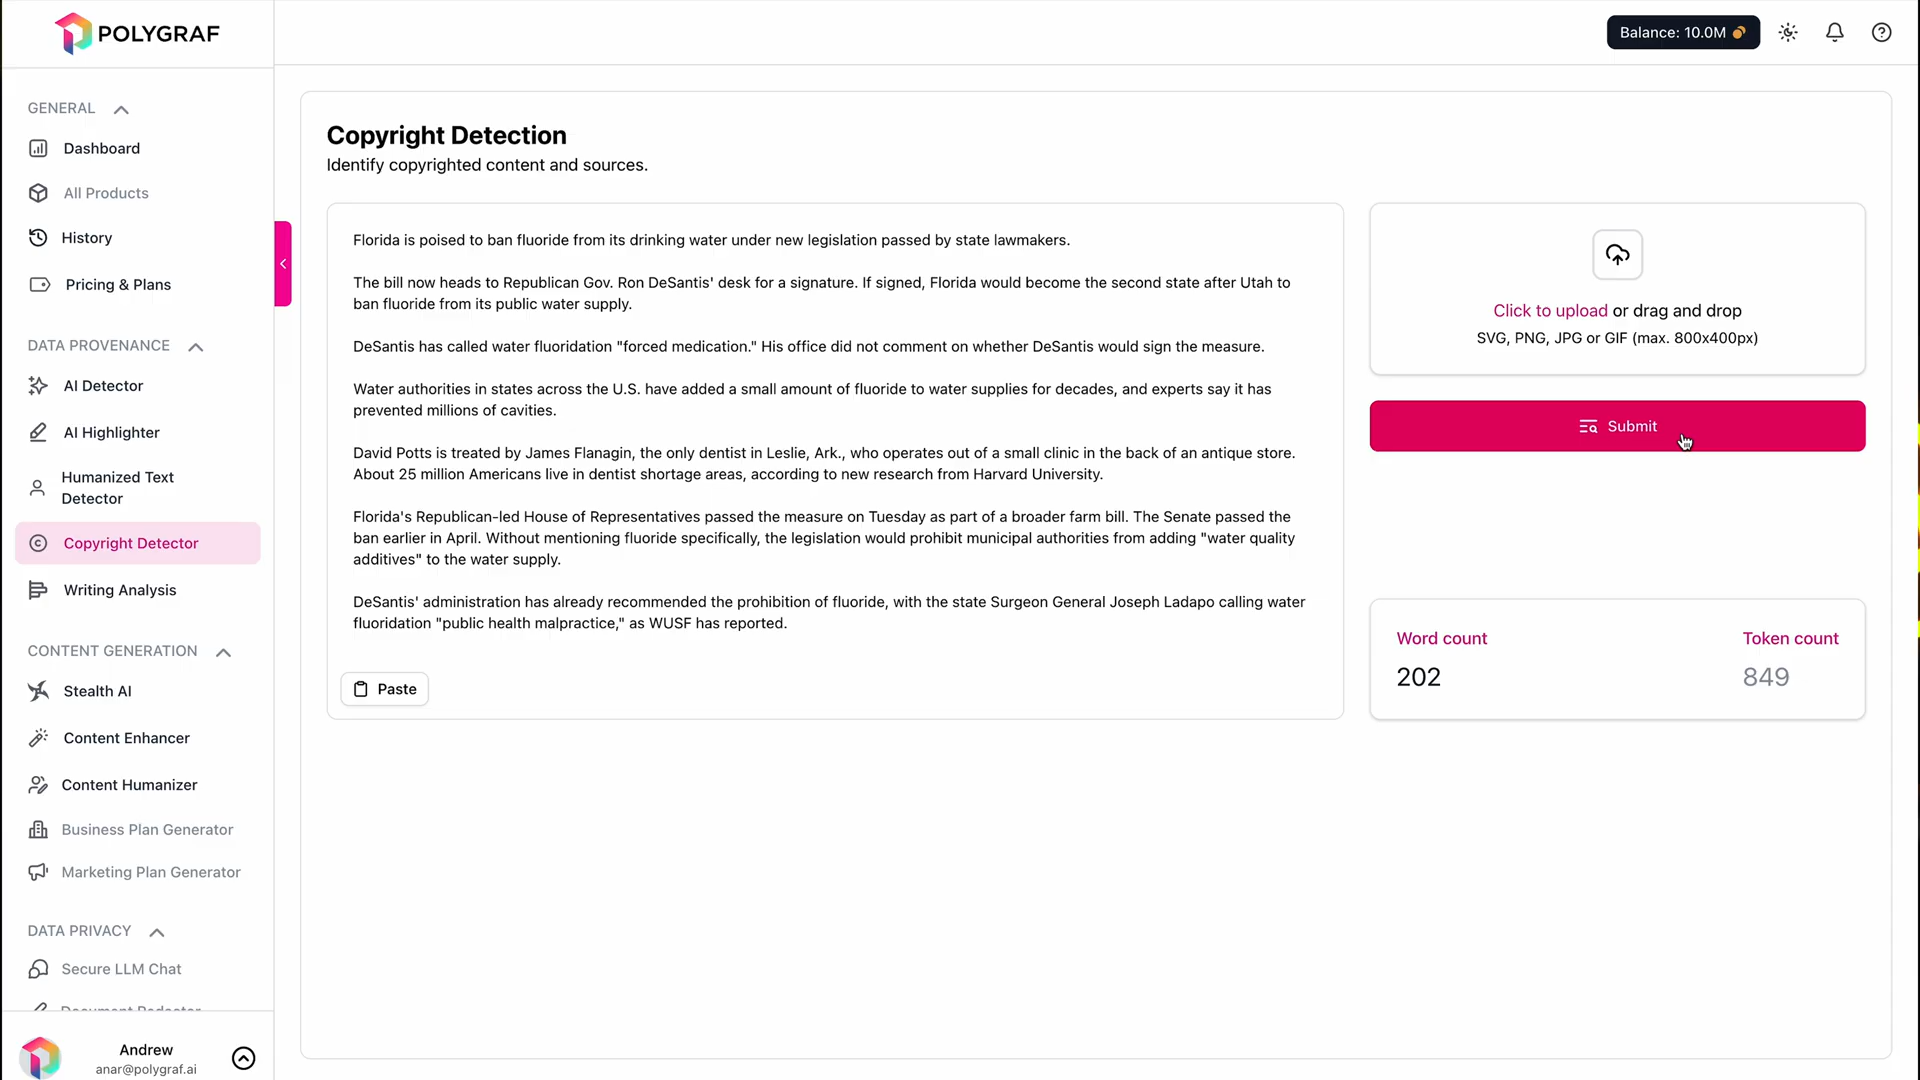 POLYGRAF
Balance: 10.0M
GENERAL
Dashboard
All Products
History
Pricing & Plans
DATA PROVENANCE
AI Detector
AI Highlighter
Humanized Text
Detector
Copyright Detector
Writing Analysis
CONTENT GENERATION
Stealth AI
Content Enhancer
Content Humanizer
Business Plan Generator
Marketing Plan Generator
DATA PRIVACY
Secure LLM Chat
Document Redactor
Andrew
anar@polygraf.ai
Copyright Detection
Identify copyrighted content and sources.
Florida is poised to ban fluoride from its drinking water under new legislation passed by state lawmakers.
The bill now heads to Republican Gov. Ron DeSantis' desk for a signature. If signed, Florida would become the second state after Utah to
ban fluoride from its public water supply.
DeSantis has called water fluoridation "forced medication." His office did not comment on whether DeSantis would sign the measure.
Water authorities in states across the U.S. have added a small amount of fluoride to water supplies for decades, and experts say it has
prevented millions of cavities.
David Potts is treated by James Flanagin, the only dentist in Leslie, Ark., who operates out of a small clinic in the back of an antique store.
About 25 million Americans live in dentist shortage areas, according to new research from Harvard University.
Florida's Republican-led House of Representatives passed the measure on Tuesday as part of a broader farm bill. The Senate passed the
ban earlier in April. Without mentioning fluoride specifically, the legislation would prohibit municipal authorities from adding "water quality
additives" to the water supply.
DeSantis' administration has already recommended the prohibition of fluoride, with the state Surgeon General Joseph Ladapo calling water
fluoridation "public health malpractice," as WUSF has reported.
Paste
Click to upload or drag and drop
SVG, PNG, JPG or GIF (max. 800x400px)
Submit
Word count
Token count
202
849